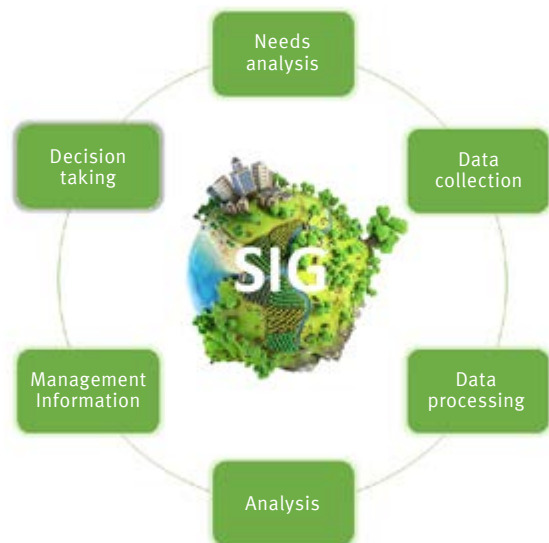 Needs
analysis
Decision
taking
Data
collection
SIG
Management
Information
Data
processing
Analysis